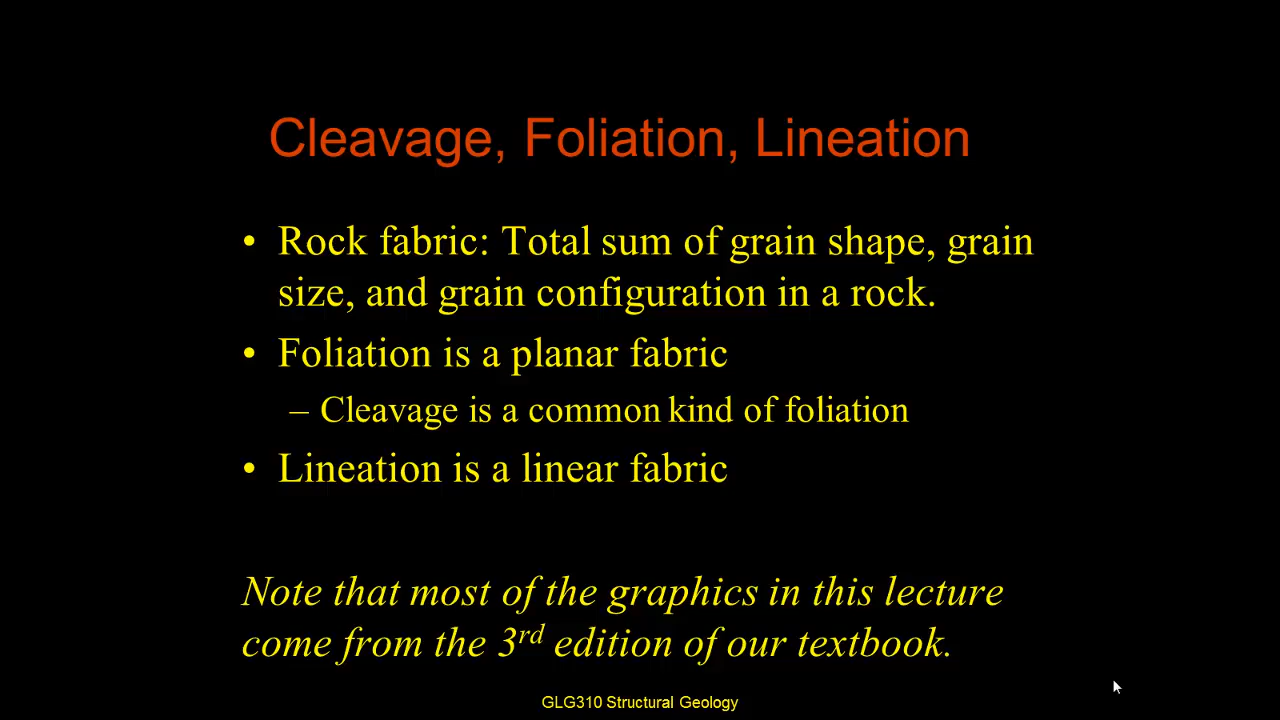 Cleavage, Foliation, Lineation
• Rock fabric: Total sum of grain shape, grain
size, and grain configuration in a rock.
• Foliation is a planar fabric
– Cleavage is a common kind of foliation
• Lineation is a linear fabric
Note that most of the graphics in this lecture
come from the 3rd edition of our textbook.
GLG310 Structural Geology